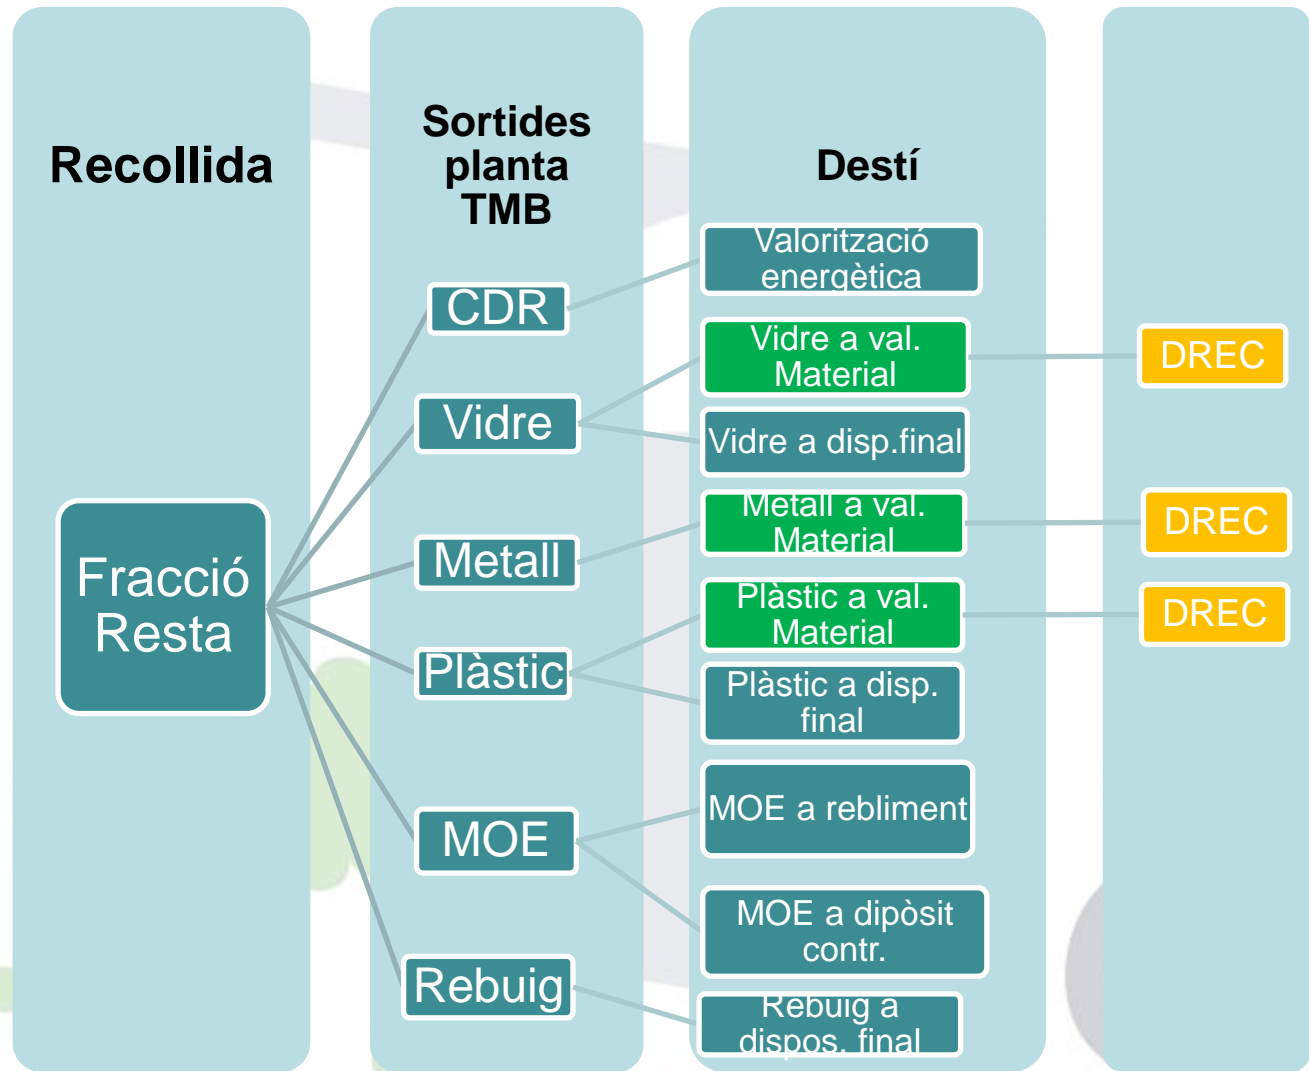 Recollida
Fracció
Resta
Sortides
planta
TMB
CDR
Vidre
Metall
Plàstic
MOE
Rebuig
Destí
Valorització
energètica
Vidre a val.
Material
Vidre a disp.final
Metall a val.
Material
Plàstic a val.
Material
Plàstic a disp.
final
MOE a rebliment
MOE a dipòsit
contr.
Rebuig a
dispos. final
DREC
DREC
DREC